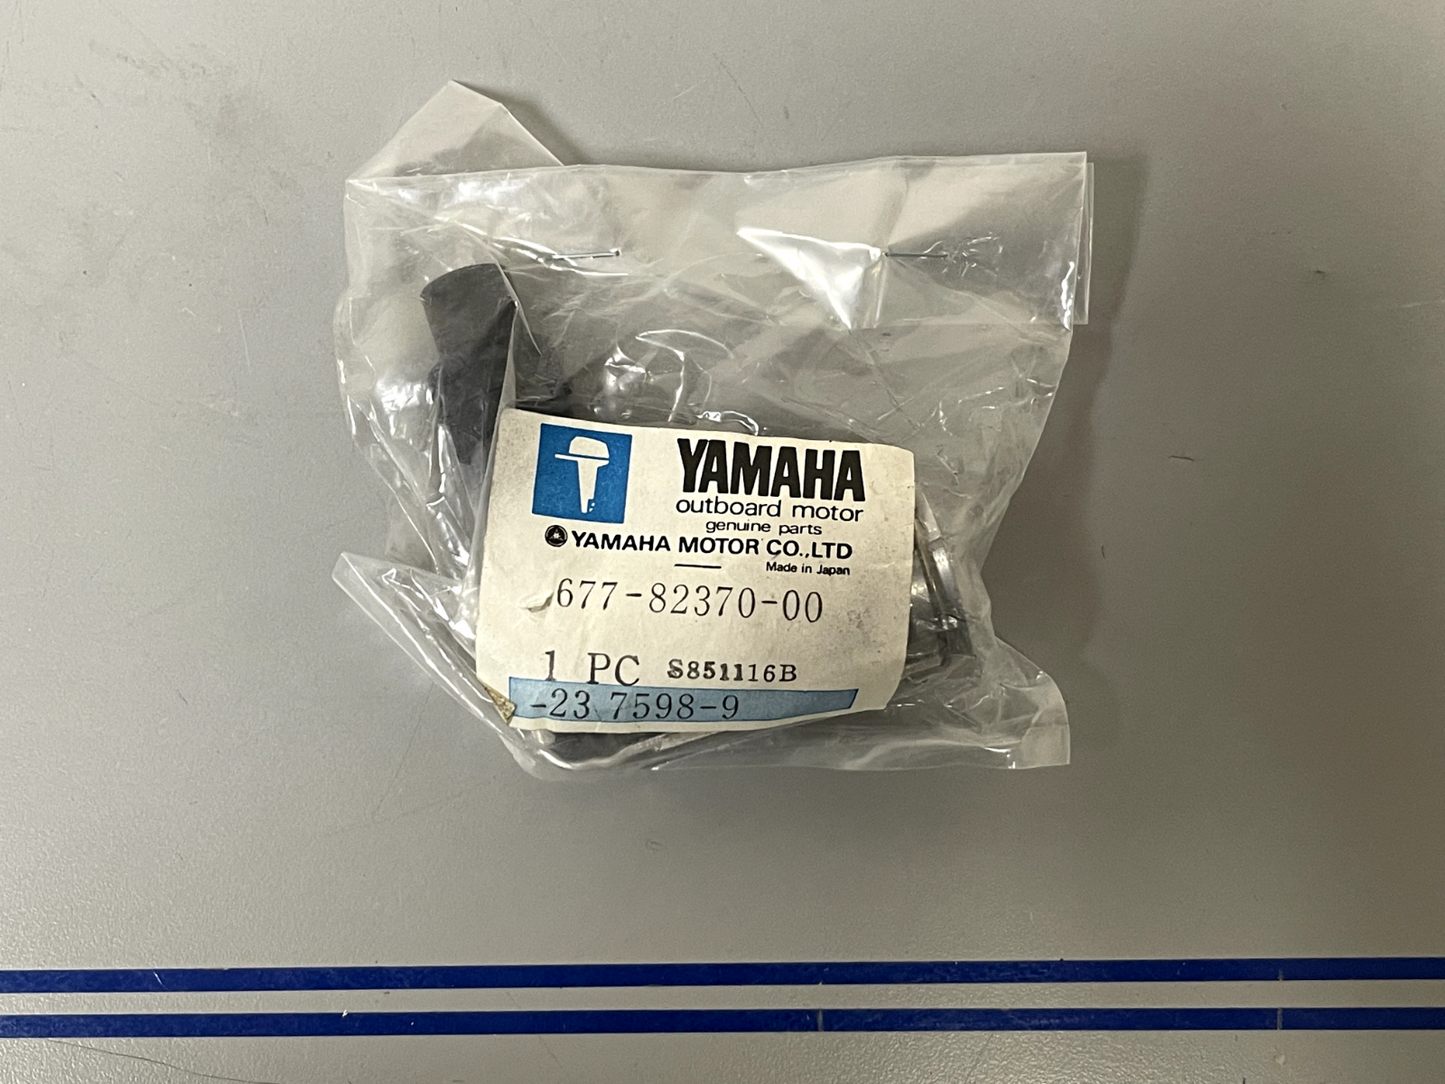 YAMAHA
outboard motor
genuine parts
YAMAHA MOTOR CO.,LTD
Made in Japan
677-82370-00
1 PC S851116B
-23 7598-9